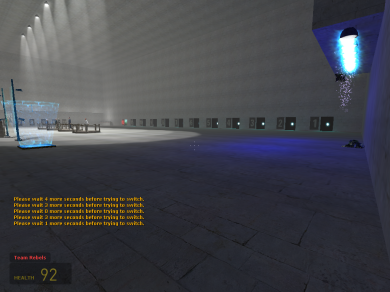 Please wait 4 more seconds before trying to switch.
Please wait 3 more seconds before trying to switch.
Please wait 0 more seconds before trying to switch.
Please wait 3 more seconds before trying to switch.
Please wait 1 more seconds before trying to switch.
Team Rebels
HEALTH 92